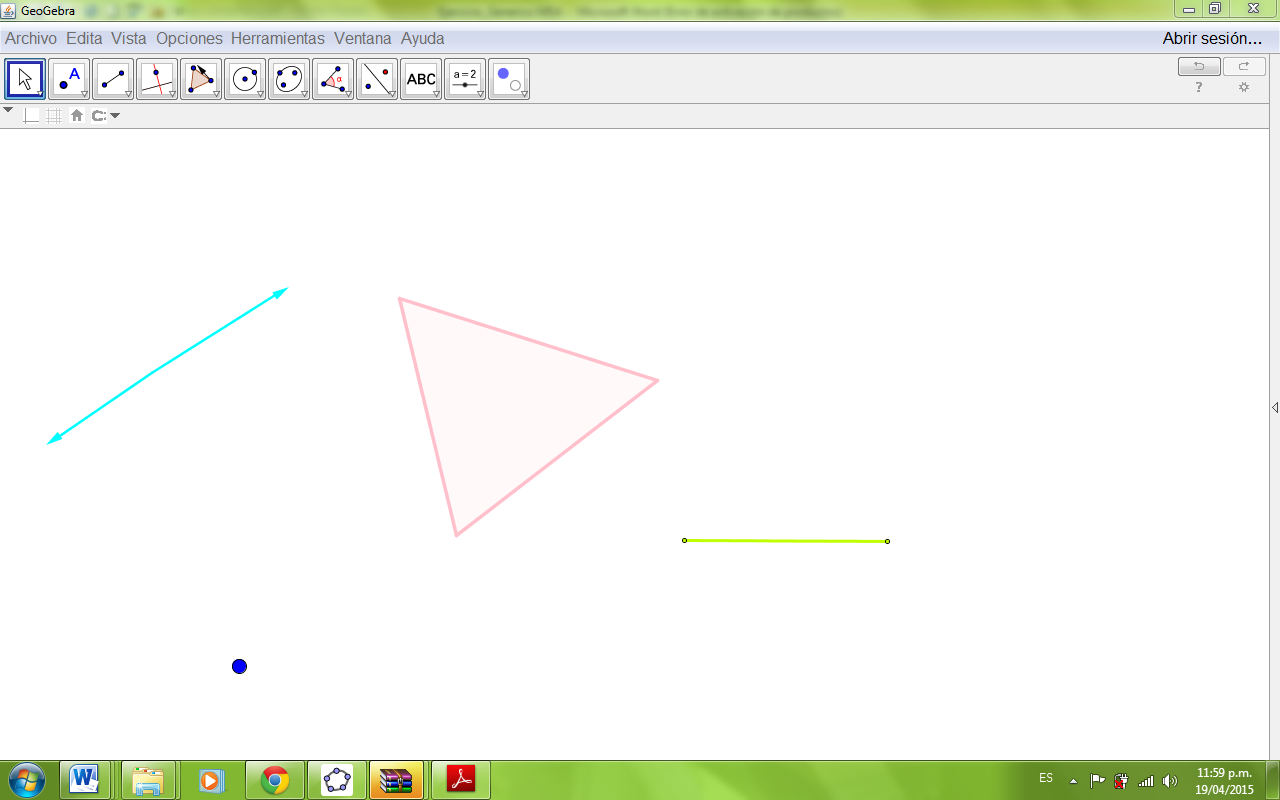 GeoGebra
Archivo Edita Vista Opciones Herramientas Ventana Ayuda
Abrir sesión...
A
α
ABC
a = 2
?
ES
11:59 p.m.
19/04/2015